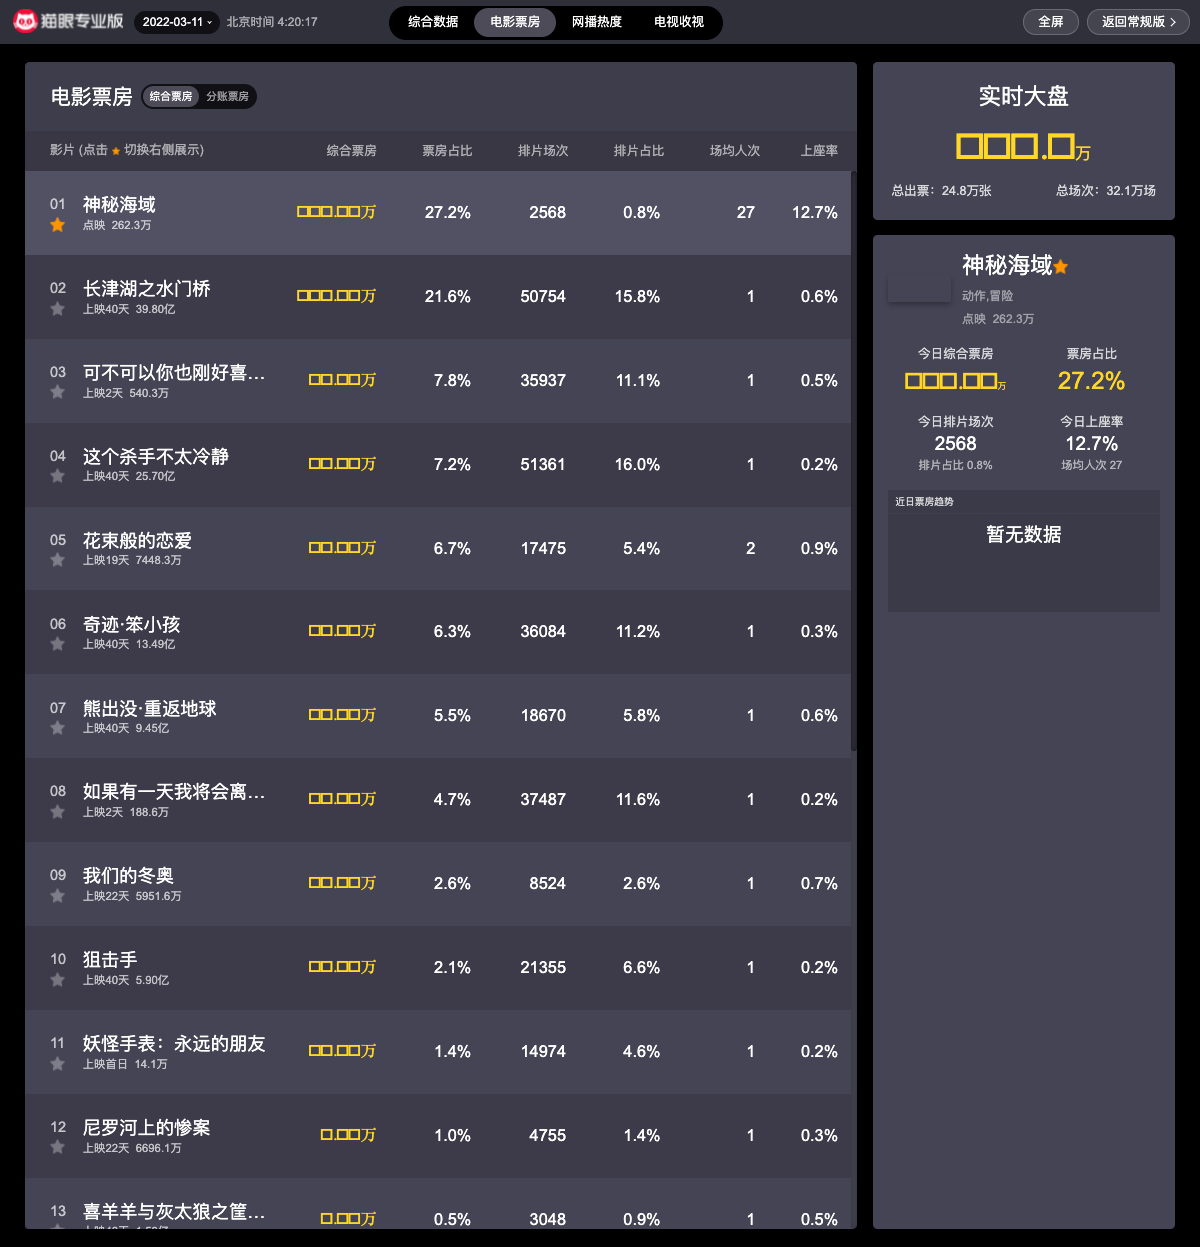 猫眼专业版 2022-03-11 北京时间 4:20:17 综合数据 电影票房 网播热度 电视收视 全屏 返回常规版
电影票房 综合票房 分账票房
影片 (点击 ★ 切换右侧展示) 综合票房 票房占比 排片场次 排片占比 场均人次 上座率
01 神秘海域 □□□.□□万 27.2% 2568 0.8% 27 12.7%
点映 262.3万
02 长津湖之水门桥 □□□.□□万 21.6% 50754 15.8% 1 0.6%
上映40天 39.80亿
03 可不可以你也刚好喜... □□.□□万 7.8% 35937 11.1% 1 0.5%
上映2天 540.3万
04 这个杀手不太冷静 □□.□□万 7.2% 51361 16.0% 1 0.2%
上映40天 25.70亿
05 花束般的恋爱 □□.□□万 6.7% 17475 5.4% 2 0.9%
上映19天 7448.3万
06 奇迹·笨小孩 □□.□□万 6.3% 36084 11.2% 1 0.3%
上映40天 13.49亿
07 熊出没·重返地球 □□.□□万 5.5% 18670 5.8% 1 0.6%
上映40天 9.45亿
08 如果有一天我将会离... □□.□□万 4.7% 37487 11.6% 1 0.2%
上映2天 188.6万
09 我们的冬奥 □□.□□万 2.6% 8524 2.6% 1 0.7%
上映22天 5951.6万
10 狙击手 □□.□□万 2.1% 21355 6.6% 1 0.2%
上映40天 5.90亿
11 妖怪手表：永远的朋友 □□.□□万 1.4% 14974 4.6% 1 0.2%
上映首日 14.1万
12 尼罗河上的惨案 □.□□万 1.0% 4755 1.4% 1 0.3%
上映22天 6696.1万
13 喜羊羊与灰太狼之筐... □.□□万 0.5% 3048 0.9% 1 0.5%
实时大盘
□□□.□万
总出票：24.8万张 总场次：32.1万场
神秘海域
动作,冒险
点映 262.3万
今日综合票房 票房占比
□□□.□□万 27.2%
今日排片场次 今日上座率
2568 12.7%
排片占比 0.8% 场均人次 27
近日票房趋势
暂无数据